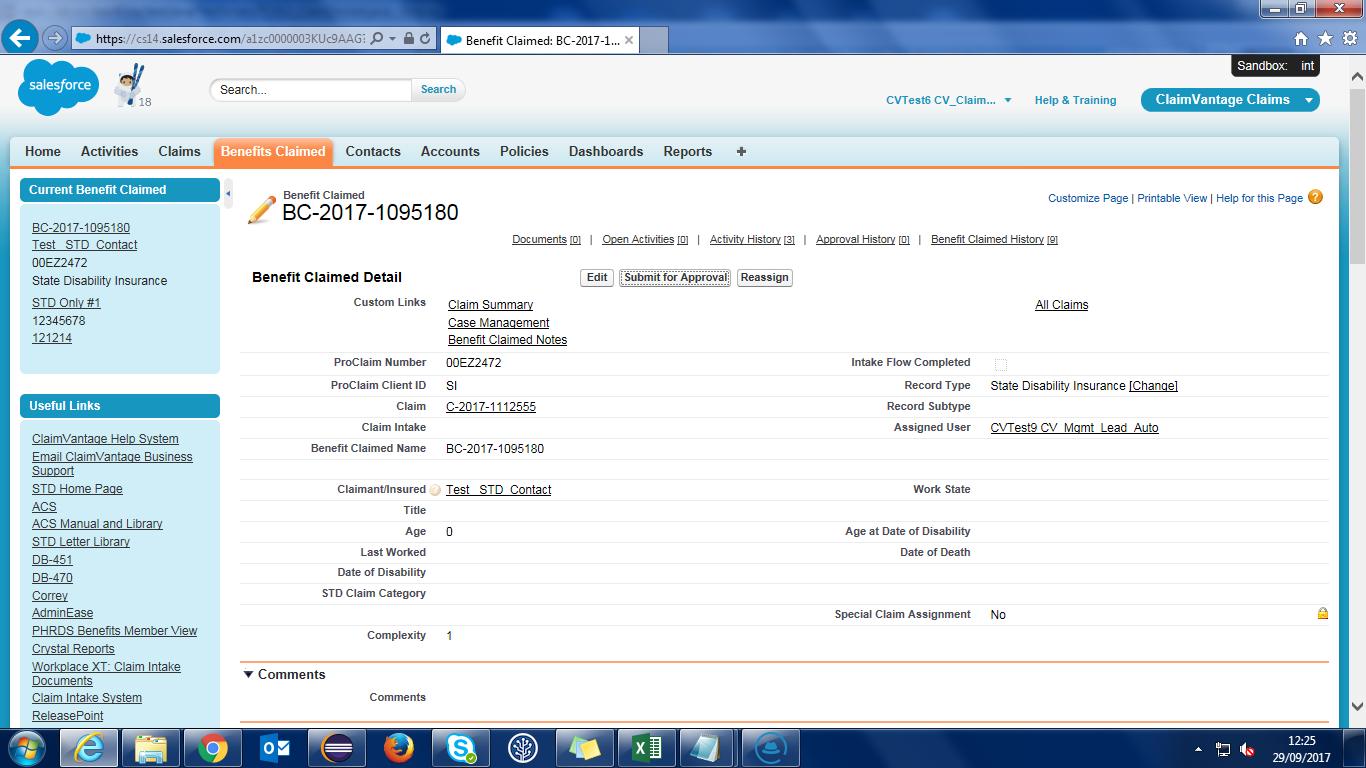 https://cs14.salesforce.com/a1zc0000003KUc9AAG
Benefit Claimed: BC-2017-1...
Sandbox: int
salesforce
18
Search...
Search
CVTest6 CV_Claim...
Help & Training
ClaimVantage Claims
Home
Activities
Claims
Benefits Claimed
Contacts
Accounts
Policies
Dashboards
Reports
+
Current Benefit Claimed
BC-2017-1095180
Test_ STD_Contact
00EZ2472
State Disability Insurance
STD Only #1
12345678
121214
Useful Links
ClaimVantage Help System
Email ClaimVantage Business
Support
STD Home Page
ACS
ACS Manual and Library
STD Letter Library
DB-451
DB-470
Correy
AdminEase
PHRDS Benefits Member View
Crystal Reports
Workplace XT: Claim Intake
Documents
Claim Intake System
ReleasePoint
Benefit Claimed
BC-2017-1095180
Customize Page | Printable View | Help for this Page ?
Documents [0] | Open Activities [0] | Activity History [3] | Approval History [0] | Benefit Claimed History [9]
Benefit Claimed Detail
Edit
Submit for Approval
Reassign
Custom Links
Claim Summary
All Claims
Case Management
Benefit Claimed Notes
ProClaim Number 00EZ2472
Intake Flow Completed
ProClaim Client ID SI
Record Type State Disability Insurance [Change]
Claim C-2017-1112555
Record Subtype
Claim Intake
Assigned User CVTest9 CV_Mgmt_Lead_Auto
Benefit Claimed Name BC-2017-1095180
Claimant/Insured ? Test_ STD_Contact
Work State
Title
Age 0
Age at Date of Disability
Last Worked
Date of Death
Date of Disability
STD Claim Category
Special Claim Assignment No
Complexity 1
Comments
Comments
12:25
29/09/2017